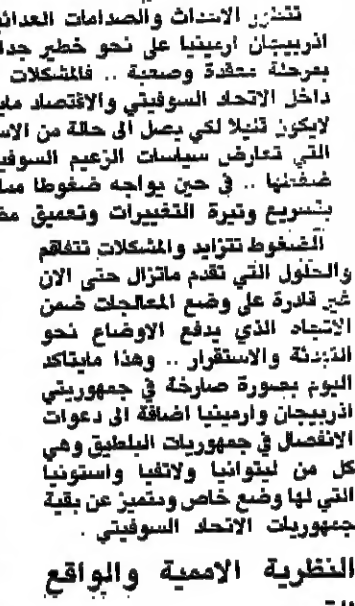 تتطور الاحداث والصدامات العدائ
اذربيجان ارمينيا على نحو خطير جدا
بمرحلة معقدة وصعبة .. فالمشكلات
داخل الاتحاد السوفيتي والاقتصاد ماي
لايكون قليلا لكي يصل الى حالة من الاس
التي تعارض سياسات الزعيم السوفي
ضغطها .. في حين يواجه ضغوطا مما
بتسريع وتيرة التغييرات وتعميق مض
الضغوط تتزايد والمشكلات تتفاقم
والحلول التي تقدم ماتزال حتى الان
غير قادرة على وضع المعالجات ضمن
الاتجاه الذي يدفع الاوضاع نحو
التهدئة والاستقرار .. وهذا مايتاكد
اليوم بصورة صارخة في جمهوريتي
اذربيجان وارمينيا اضافة الى دعوات
الانفصال في جمهوريات البلطيق وهي
كل من ليتوانيا ولاتفيا واستونيا
التي لها وضع خاص ومتميز عن بقية
جمهوريات الاتحاد السوفيتي .
النظرية الاممية والواقع